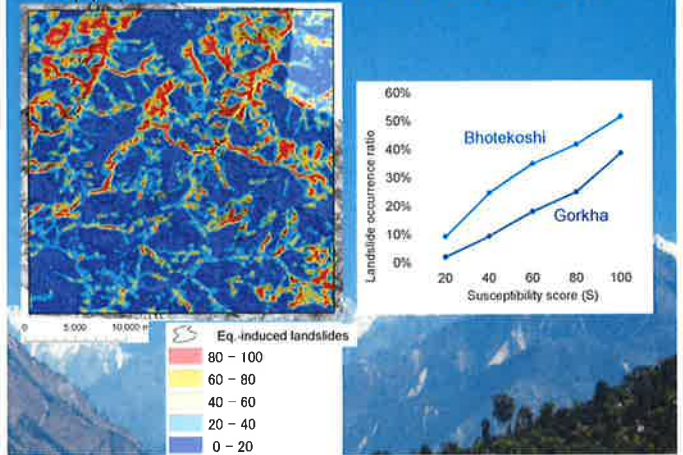 60%
50%
40%
30%
20%
10%
0%
Landslide occurrence ratio
Bhotekoshi
Gorkha
20 40 60 80 100
Susceptibility score (S)
0 5.000 10,000 m
Eq.-induced landslides
80 - 100
60 - 80
40 - 60
20 - 40
0 - 20